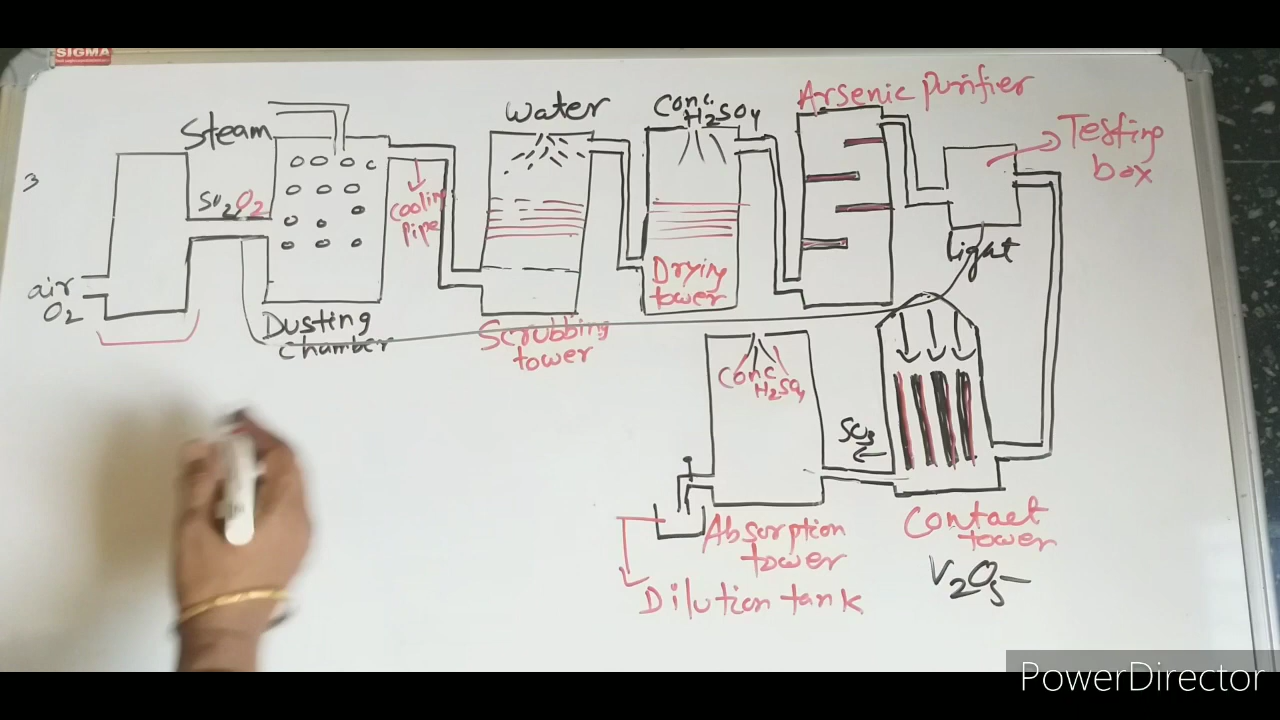 SIGMA
Steam
SO2 O2
air
O2
Dusting
chamber
cooling
pipe
water
Scrubbing
tower
Conc.
H2SO4
Drying
tower
Arsenic purifier
Testing
box
light
Contact
tower
V2O5
SO3
Conc
H2SO4
Absorption
tower
Dilution tank
PowerDirector